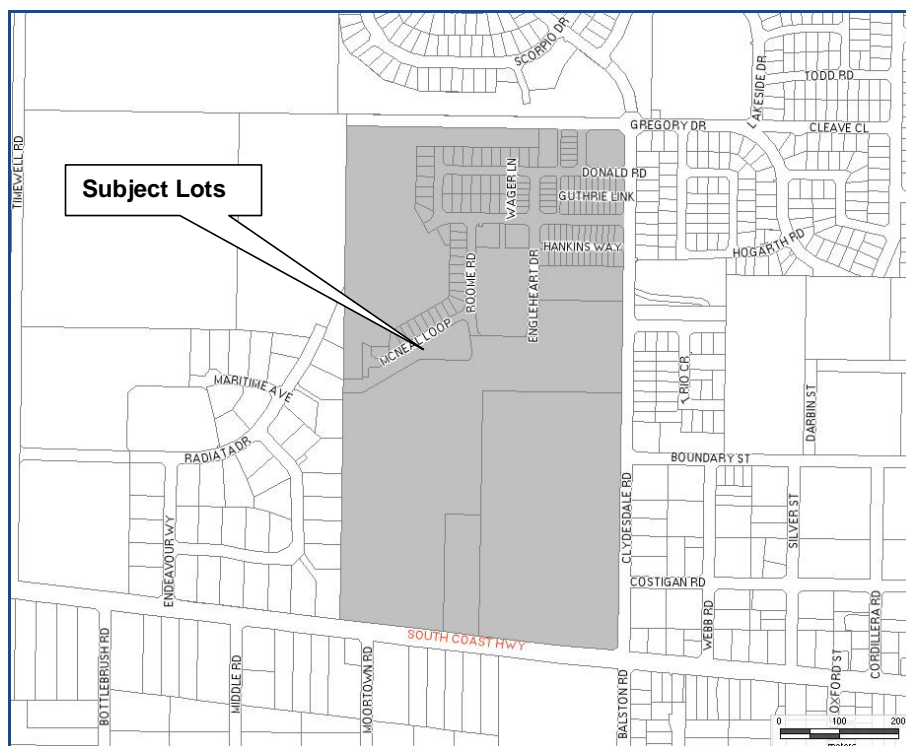 SCORPIO DR
LAKESIDE DR
TODD RD
GREGORY DR
CLEAVE CL
TIMEWELL RD
Subject Lots
DONALD RD
WAGER LN
GUTHRIE LINK
HANKINS WAY
HOGARTH RD
ROOME RD
ENGLEHEART DR
MCNEAL LOOP
MARITIME AVE
RIO CR
DARBIN ST
RADIATA DR
BOUNDARY ST
ENDEAVOUR WY
CLYDESDALE RD
SILVER ST
COSTIGAN RD
WEBB RD
CORDILLERA RD
SOUTH COAST HWY
BOTTLEBRUSH RD
MIDDLE RD
MOORTOWN RD
BALSTON RD
OXFORD ST
0 100 200
meters